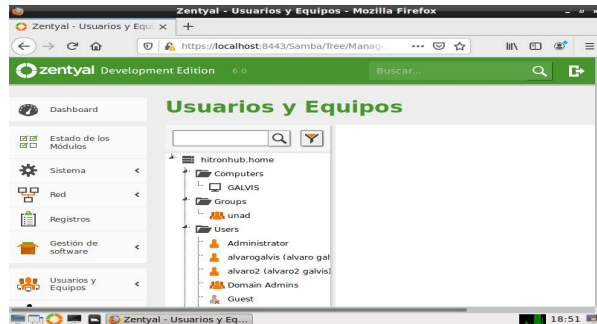 Zentyal - Usuarios y Equipos - Mozilla Firefox
Zentyal - Usuarios y Equi
https://localhost:8443/Samba/Tree/Manag
zentyal Development Edition 6.0
Buscar...
Dashboard
Estado de los
Módulos
Sistema
Red
Registros
Gestión de
software
Usuarios y
Equipos
Usuarios y Equipos
hitronhub.home
Computers
GALVIS
Groups
unad
Users
Administrator
alvarogalvis (alvaro gal
alvaro2 (alvaro2 galvis)
Domain Admins
Guest
Zentyal - Usuarios y Eq...
18:51